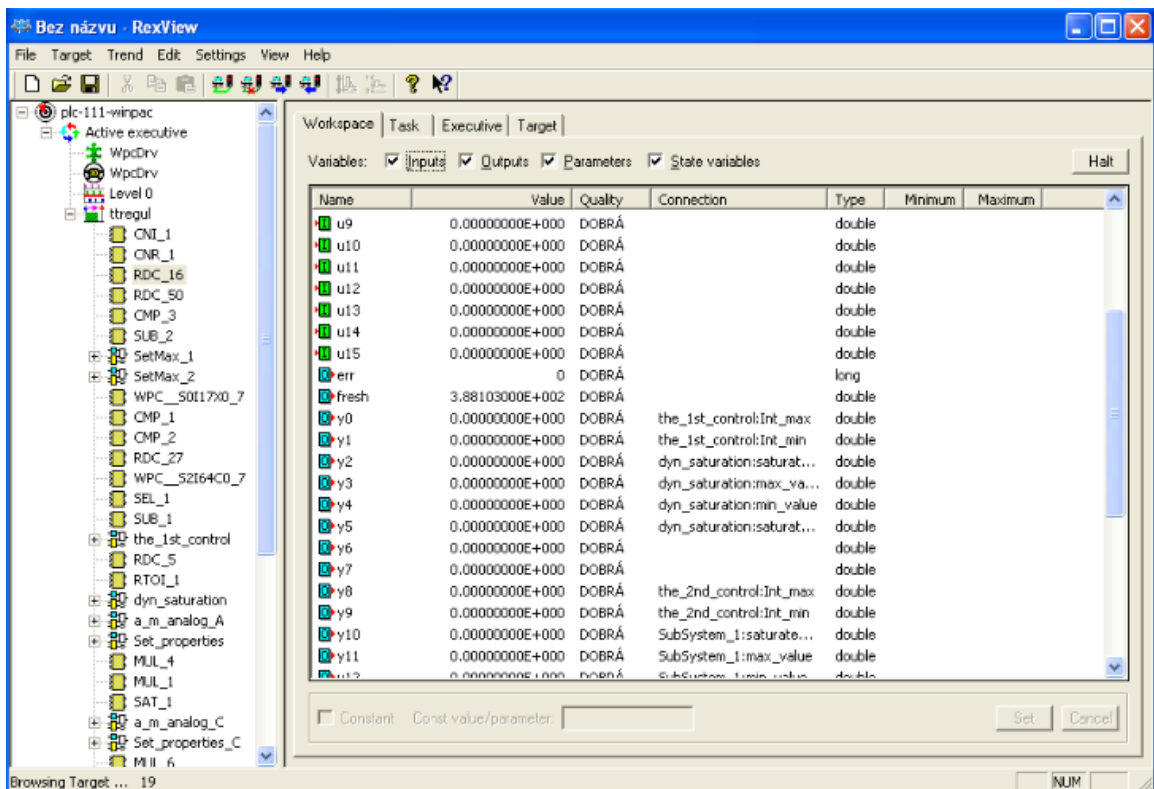 Bez názvu - RexView
File Target Trend Edit Settings View Help
plc-111-winpac
Active executive
WpcDrv
WpcDrv
Level 0
ttregul
CNI_1
CNR_1
RDC_16
RDC_50
CMP_3
SUB_2
SetMax_1
SetMax_2
WPC__S0I17X0_7
CMP_1
CMP_2
RDC_27
WPC__S2I64C0_7
SEL_1
SUB_1
the_1st_control
RDC_5
RTOI_1
dyn_saturation
a_m_analog_A
Set_properties
MUL_4
MUL_1
SAT_1
a_m_analog_C
Set_properties_C
MUL_6
Workspace Task Executive Target
Variables: Inputs Outputs Parameters State variables Halt
Name Value Quality Connection Type Minimum Maximum
u9 0.00000000E+000 DOBRÁ double
u10 0.00000000E+000 DOBRÁ double
u11 0.00000000E+000 DOBRÁ double
u12 0.00000000E+000 DOBRÁ double
u13 0.00000000E+000 DOBRÁ double
u14 0.00000000E+000 DOBRÁ double
u15 0.00000000E+000 DOBRÁ double
err 0 DOBRÁ long
fresh 3.88103000E+002 DOBRÁ double
y0 0.00000000E+000 DOBRÁ the_1st_control:Int_max double
y1 0.00000000E+000 DOBRÁ the_1st_control:Int_min double
y2 0.00000000E+000 DOBRÁ dyn_saturation:saturat... double
y3 0.00000000E+000 DOBRÁ dyn_saturation:max_va... double
y4 0.00000000E+000 DOBRÁ dyn_saturation:min_value double
y5 0.00000000E+000 DOBRÁ dyn_saturation:saturat... double
y6 0.00000000E+000 DOBRÁ double
y7 0.00000000E+000 DOBRÁ double
y8 0.00000000E+000 DOBRÁ the_2nd_control:Int_max double
y9 0.00000000E+000 DOBRÁ the_2nd_control:Int_min double
y10 0.00000000E+000 DOBRÁ SubSystem_1:saturate... double
y11 0.00000000E+000 DOBRÁ SubSystem_1:max_value double
y12 0.00000000E+000 DOBRÁ SubSystem_1:min_value double
Constant Const value/parameter: Set Cancel
Browsing Target ... 19 NUM